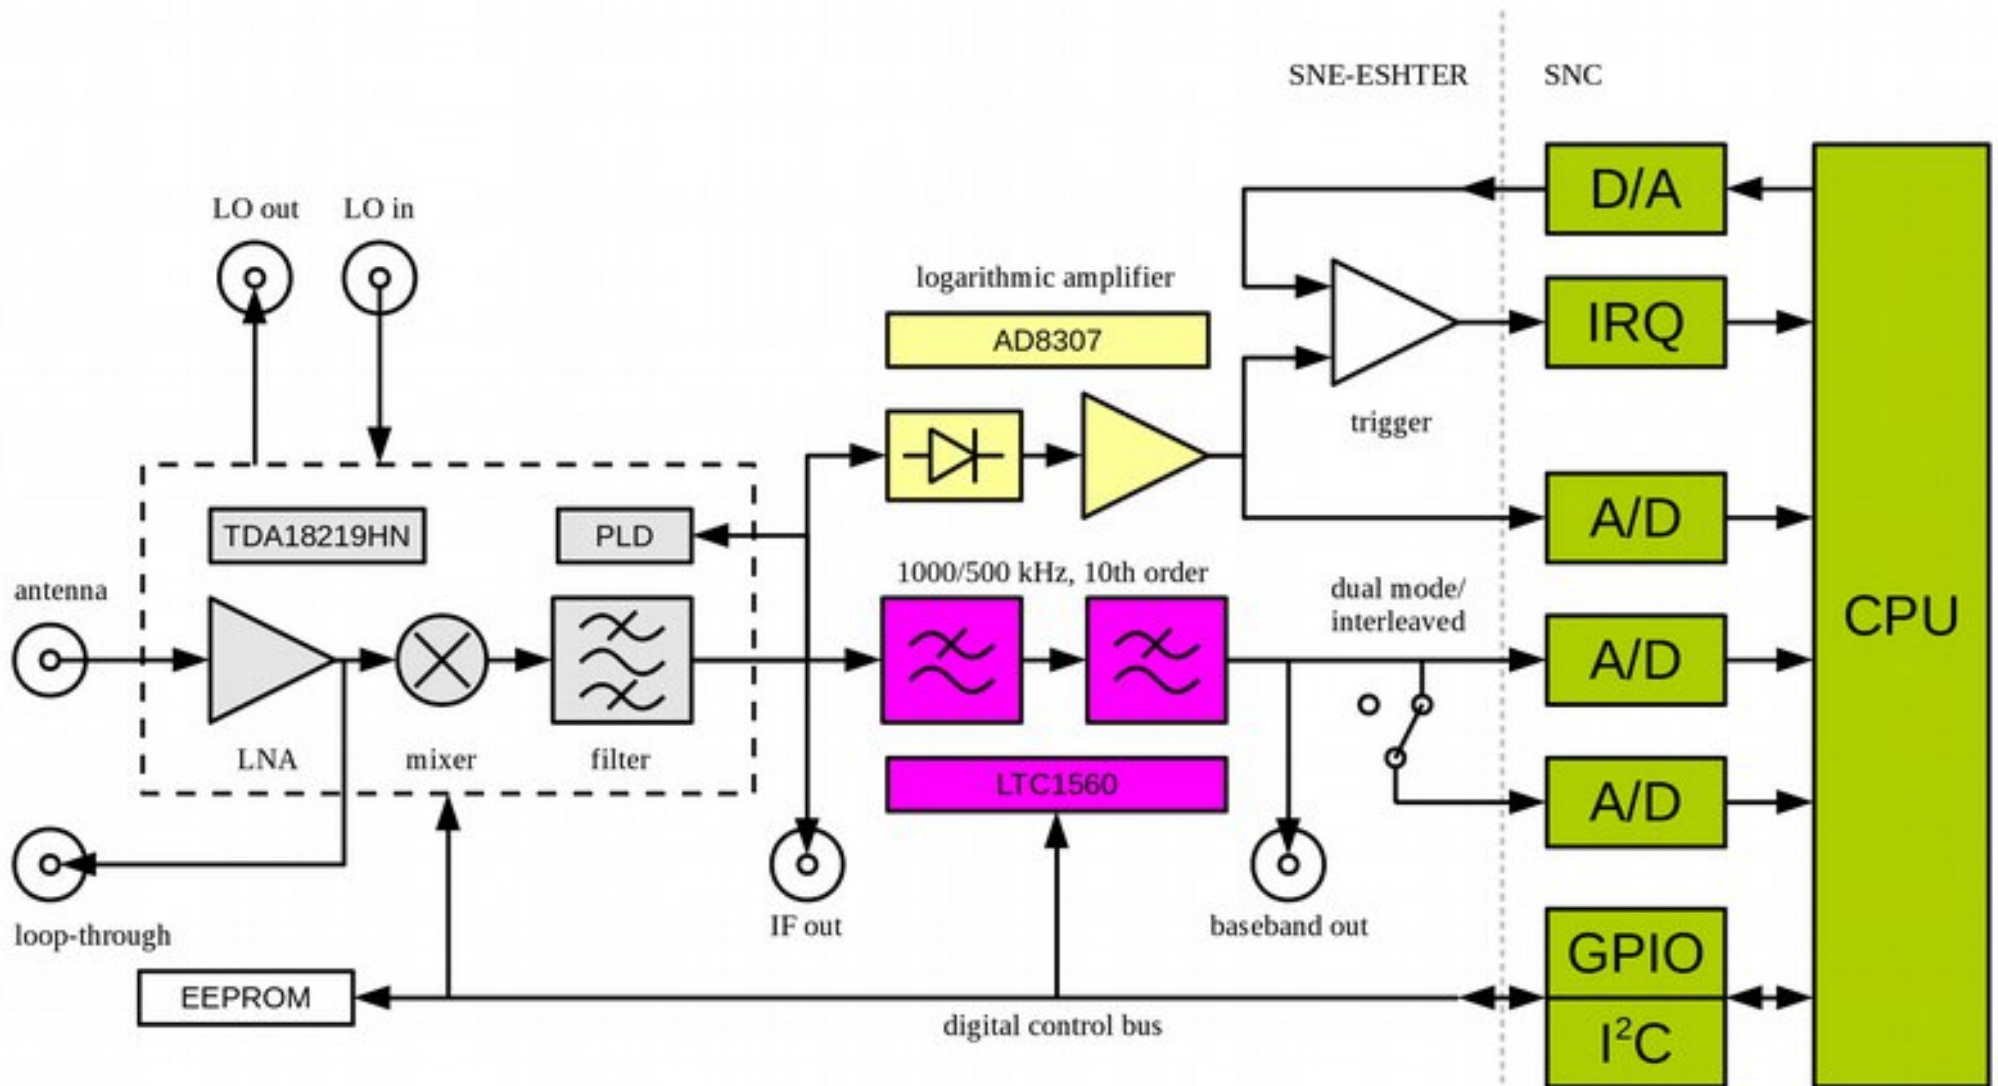 SNE-ESHTER
SNC
D/A
LO out
LO in
logarithmic amplifier
IRQ
AD8307
trigger
TDA18219HN
PLD
A/D
1000/500 kHz, 10th order
antenna
dual mode/
interleaved
CPU
A/D
LNA
mixer
filter
LTC1560
A/D
IF out
baseband out
loop-through
GPIO
EEPROM
digital control bus
I²C